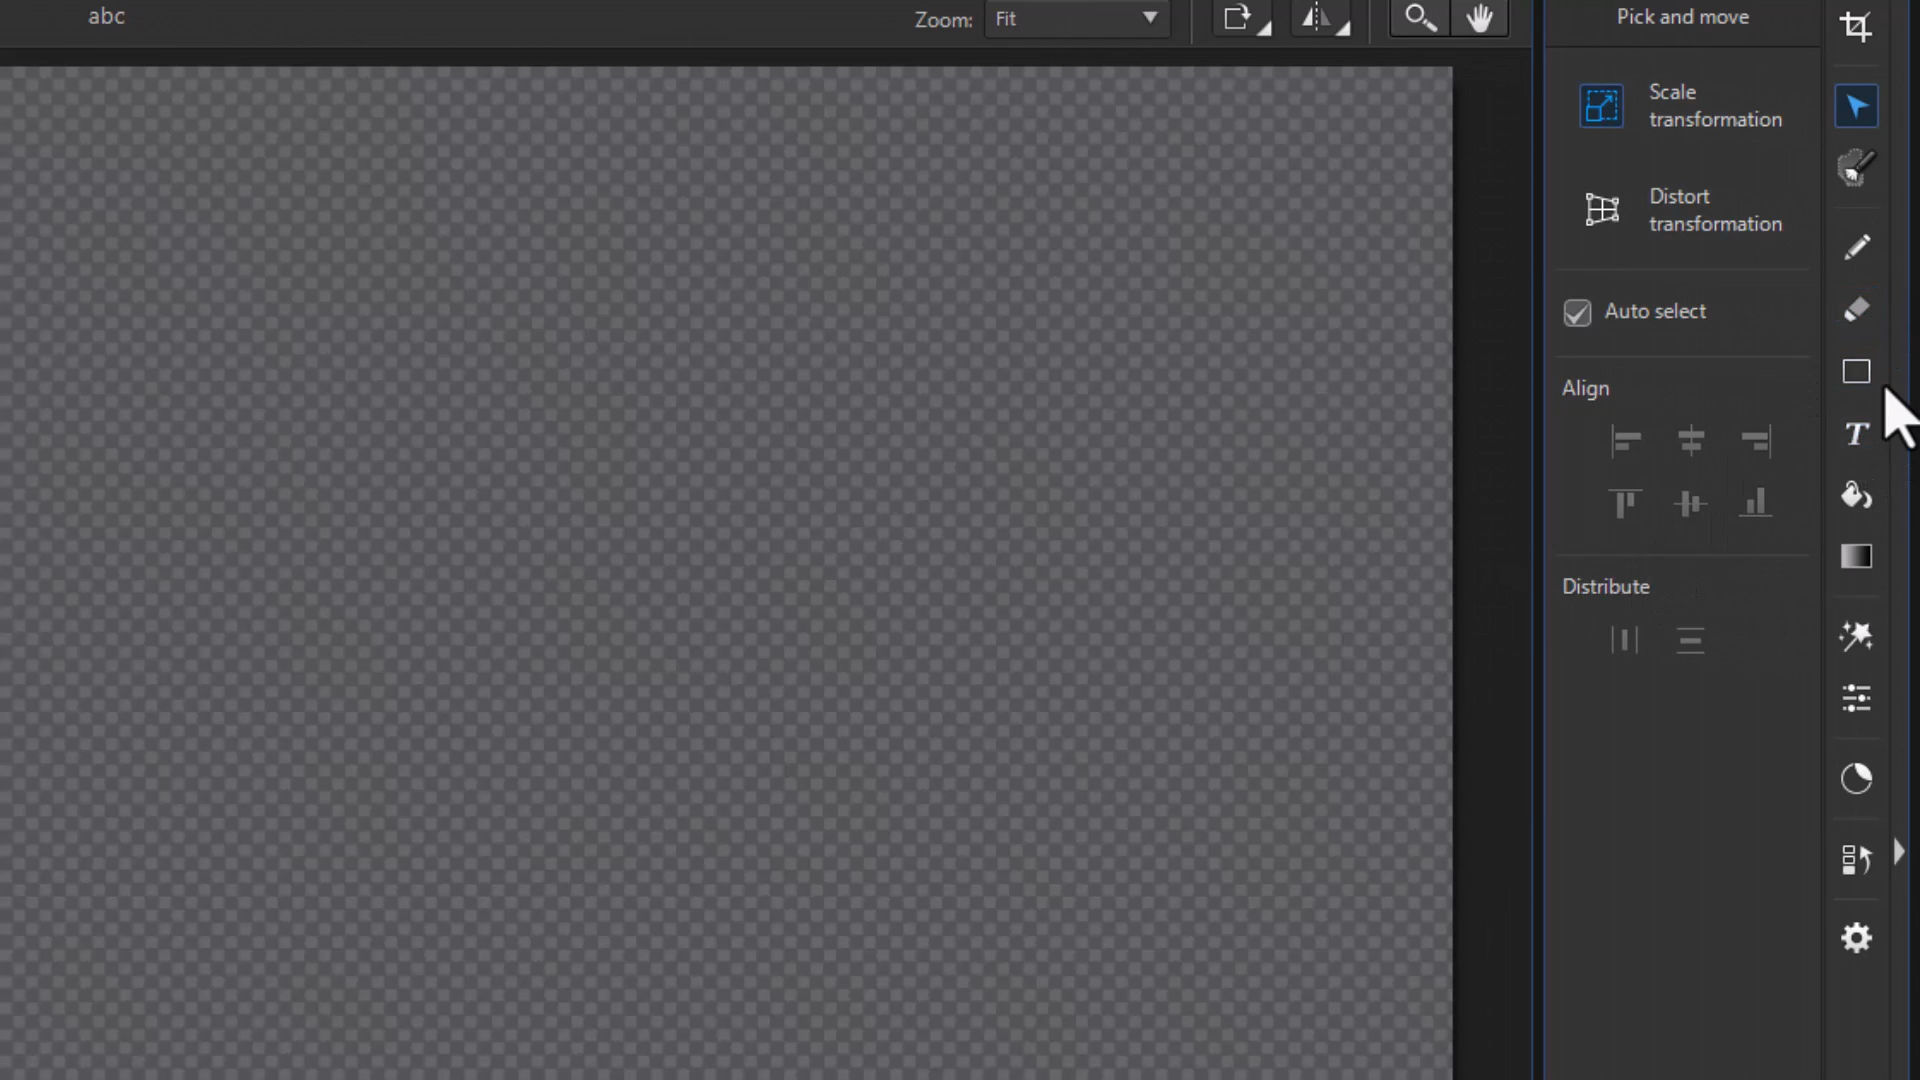 abc
Zoom: Fit
Pick and move
Scale
transformation
Distort
transformation
Auto select
Align
Distribute